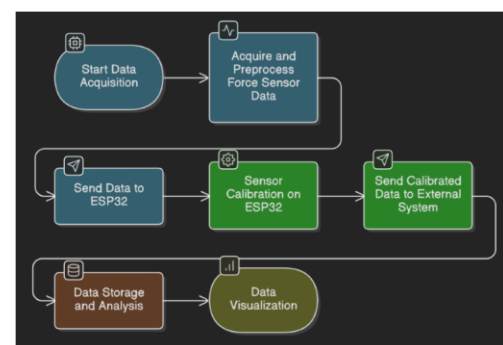 Start Data
Acquisition
Acquire and
Preprocess
Force Sensor
Data
Send Data to
ESP32
Sensor
Calibration on
ESP32
Send Calibrated
Data to External
System
Data Storage
and Analysis
Data
Visualization